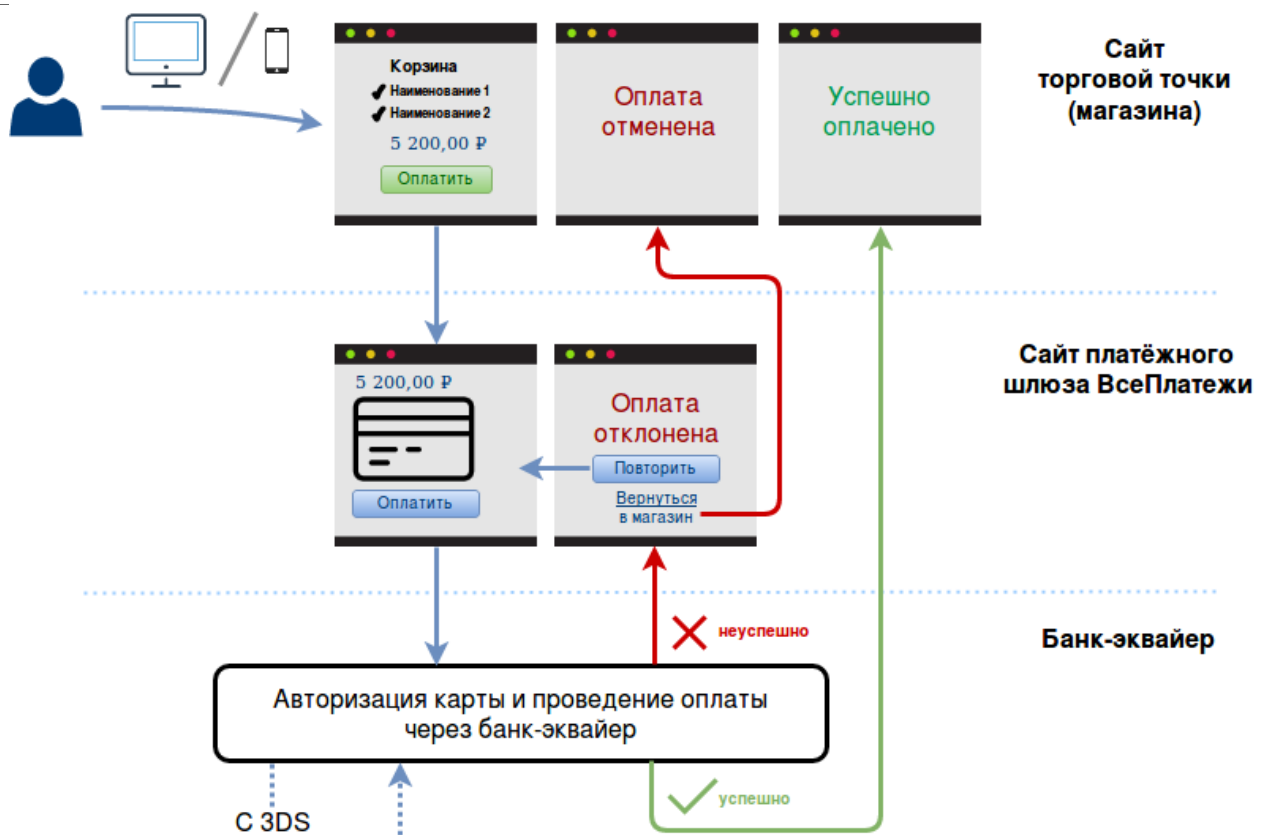 Корзина
Наименование 1
Наименование 2
5 200,00 ₽
Оплатить
Оплата
отменена
Успешно
оплачено
Сайт
торговой точки
(магазина)
5 200,00 ₽
Оплатить
Оплата
отклонена
Повторить
Вернуться
в магазин
Сайт платёжного
шлюза ВсеПлатежи
неуспешно
Банк-эквайер
Авторизация карты и проведение оплаты
через банк-эквайер
успешно
С 3DS